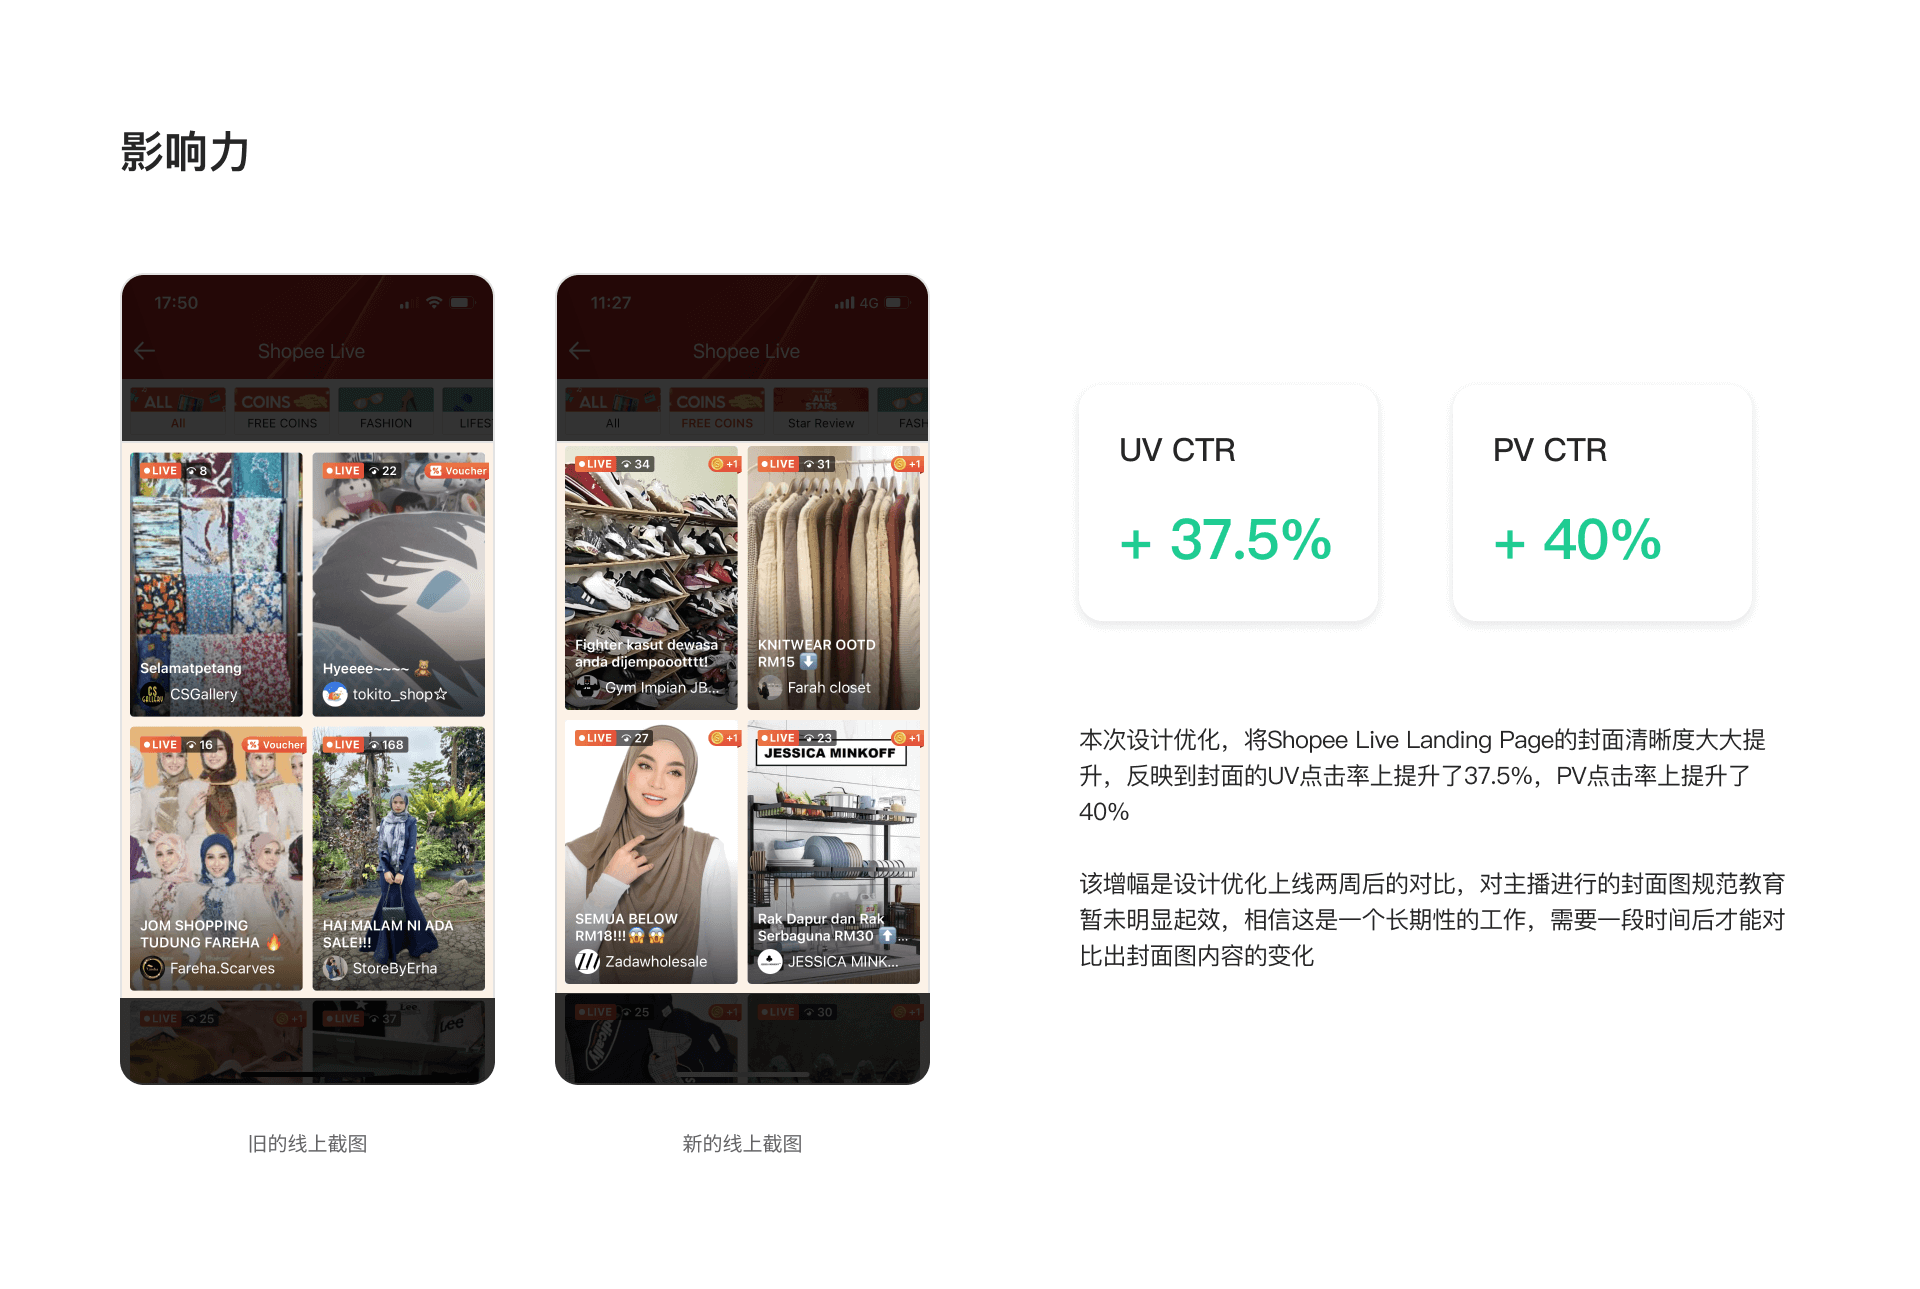 影响力
17:50
Shopee Live
ALL
COINS
All
FREE COINS
FASHION
LIFES
LIVE 8
LIVE 22
Voucher
Selamatpetang
CS GALLERY
CSGallery
Hyeeee~~~~ 🧸
tokito_shop☆
LIVE 16
Voucher
LIVE 168
JOM SHOPPING
TUDUNG FAREHA 🔥
Fareha.Scarves
HAI MALAM NI ADA
SALE!!!
StoreByErha
LIVE 25
+1
LIVE 37
Lee
Lee
旧的线上截图
11:27
4G
Shopee Live
ALL
COINS
ALL STARS
All
FREE COINS
Star Review
FASH
LIVE 34
+1
LIVE 31
+1
Fighter kasut dewasa
anda dijempooottt!
Gym Impian JB...
KNITWEAR OOTD
RM15 ⬇️
Farah closet
LIVE 27
+1
LIVE 23
+1
JESSICA MINKOFF
SEMUA BELOW
RM18!!!😱😱
Zadawholesale
Rak Dapur dan Rak
Serbaguna RM30 ⬆️...
JESSICA MINK...
LIVE 25
+1
LIVE 30
+1
新的线上截图
UV CTR
+ 37.5%
PV CTR
+ 40%
本次设计优化，将Shopee Live Landing Page的封面清晰度大大提
升，反映到封面的UV点击率上提升了37.5%，PV点击率上提升了
40%
该增幅是设计优化上线两周后的对比，对主播进行的封面图规范教育
暂未明显起效，相信这是一个长期性的工作，需要一段时间后才能对
比出封面图内容的变化